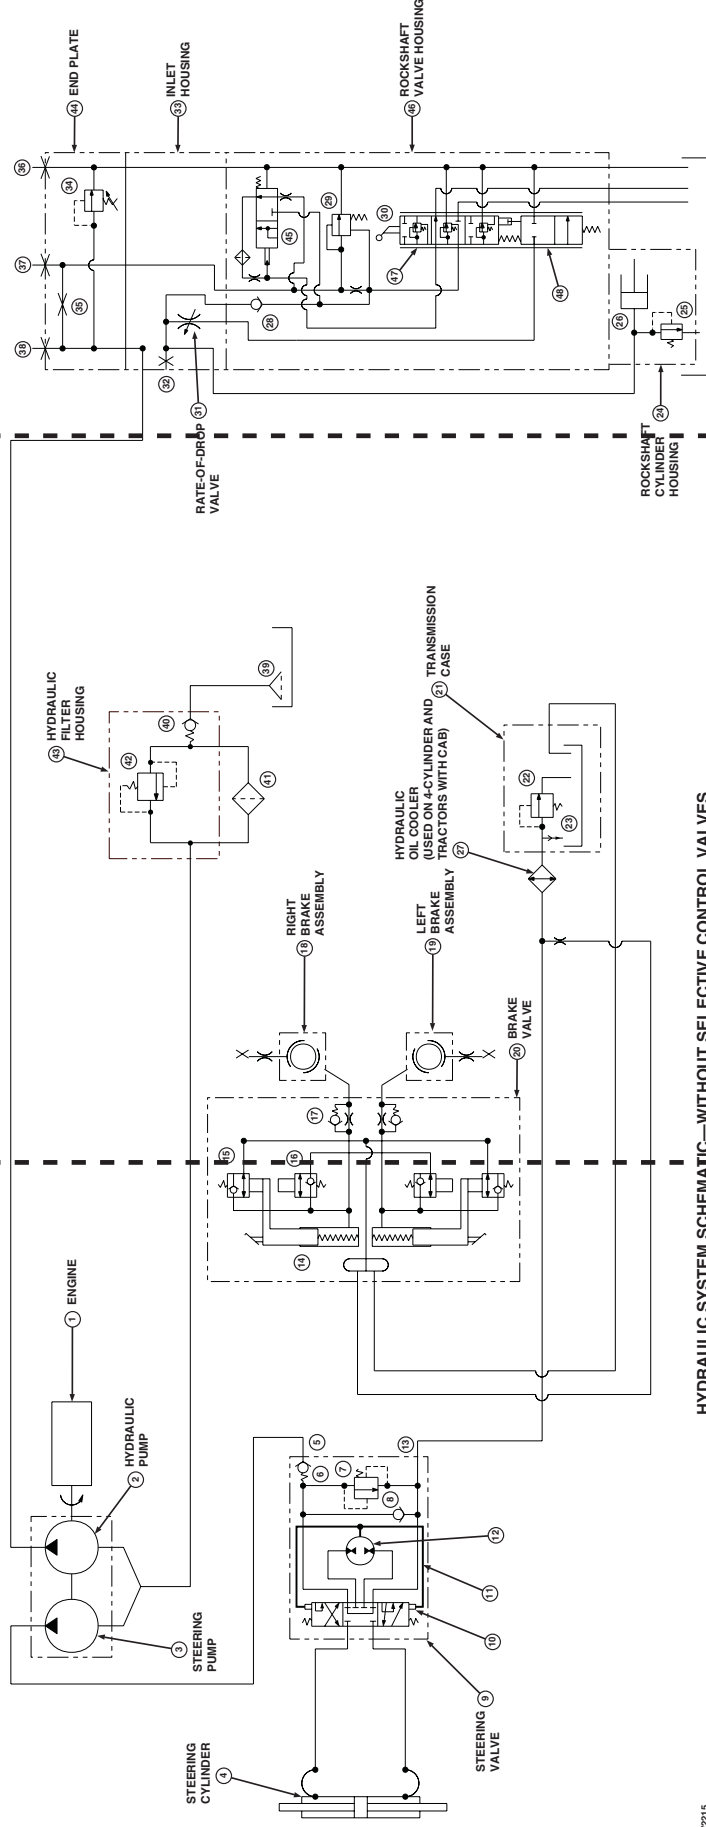 1 ENGINE
HYDRAULIC
2 PUMP
3
STEERING
PUMP
STEERING
CYLINDER
4
5
6
7
8
STEERING
9
VALVE
10
11
12
13
14
15
16
17
RIGHT
BRAKE
18 ASSEMBLY
LEFT
BRAKE
19 ASSEMBLY
BRAKE
20 VALVE
HYDRAULIC
FILTER
43 HOUSING
42
41
40
39
HYDRAULIC
OIL COOLER
(USED ON 4-CYLINDER AND
27 TRACTORS WITH CAB)
TRANSMISSION
21 CASE
22
23
RATE-OF-DROP 31
VALVE
ROCKSHAFT
CYLINDER 24
HOUSING
25
26
28
29
30
32
34
35
36
37
38
45
47
48
44 END PLATE
INLET
33 HOUSING
ROCKSHAFT
46 VALVE HOUSING
HYDRAULIC SYSTEM SCHEMATIC—WITHOUT SELECTIVE CONTROL VALVES